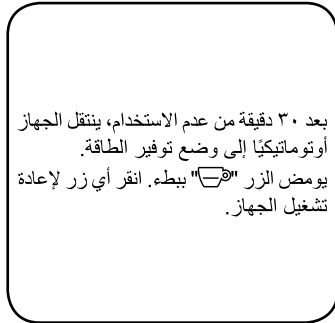 بعد ٣٠ دقيقة من عدم الاستخدام، ينتقل الجهاز
أوتوماتيكيًا إلى وضع توفير الطاقة.
يومض الزر "" ببطء. انقر أي زر لإعادة
تشغيل الجهاز.